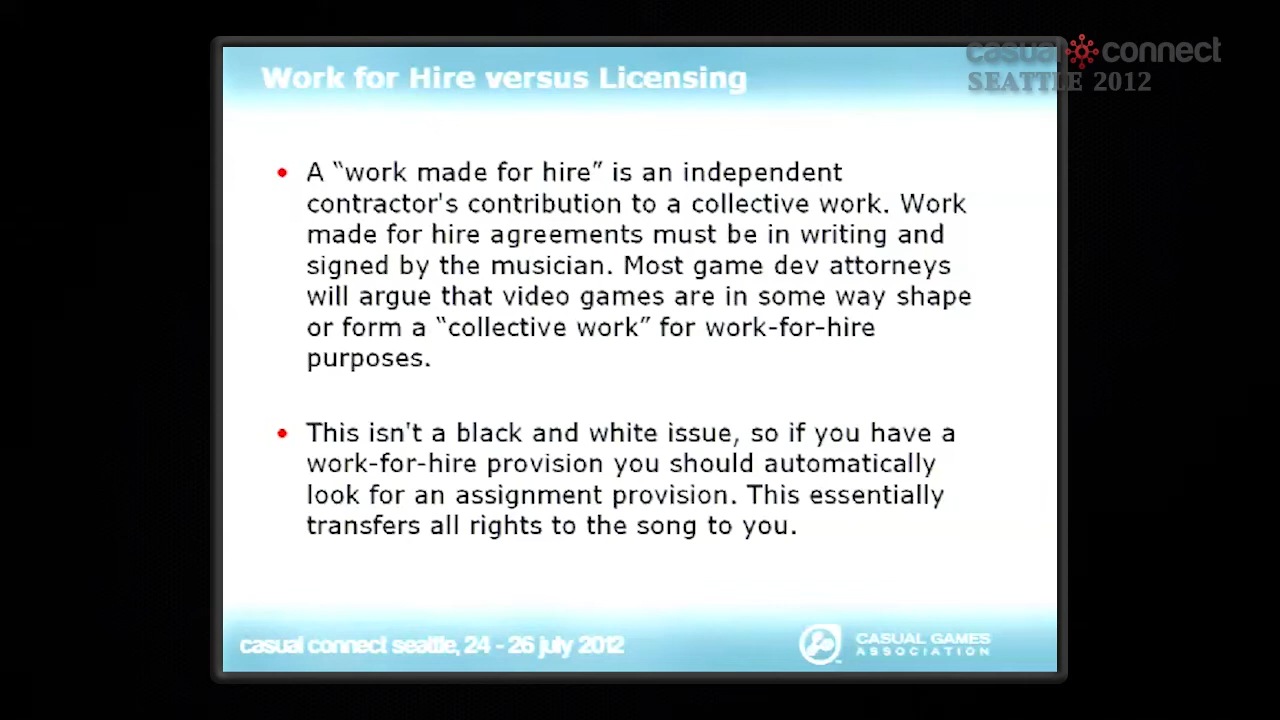 casual connect
SEATTLE 2012
Work for Hire versus Licensing
• A “work made for hire” is an independent
contractor's contribution to a collective work. Work
made for hire agreements must be in writing and
signed by the musician. Most game dev attorneys
will argue that video games are in some way shape
or form a “collective work” for work-for-hire
purposes.
• This isn't a black and white issue, so if you have a
work-for-hire provision you should automatically
look for an assignment provision. This essentially
transfers all rights to the song to you.
casual connect seattle, 24 - 26 july 2012
CASUAL GAMES
ASSOCIATION